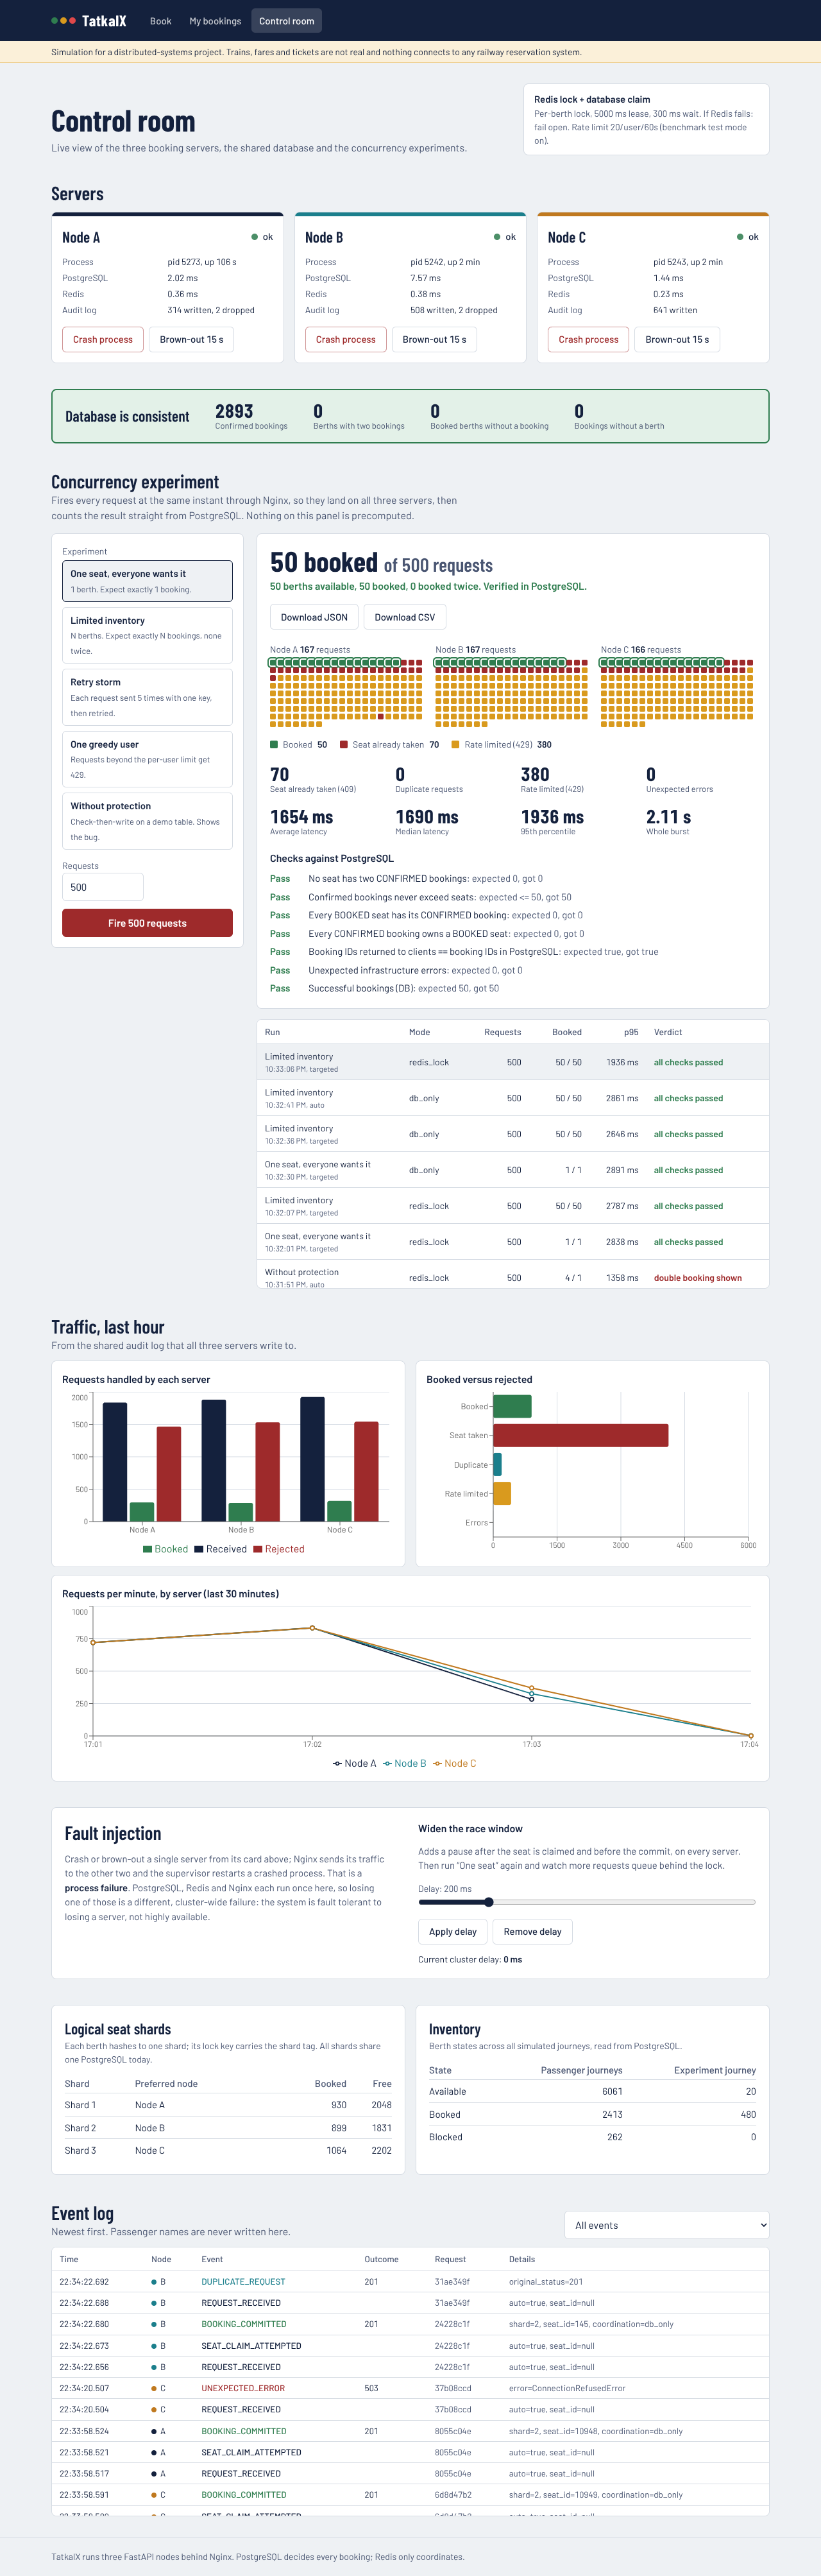 TatkalX Book My bookings Control room
Simulation for a distributed-systems project. Trains, fares and tickets are not real and nothing connects to any railway reservation system.
Control room
Live view of the three booking servers, the shared database and the concurrency experiments.
Redis lock + database claim
Per-berth lock, 5000 ms lease, 300 ms wait. If Redis fails:
fail open. Rate limit 20/user/60s (benchmark test mode
on).
Servers
Node A ok
Process pid 5273, up 106 s
PostgreSQL 2.02 ms
Redis 0.36 ms
Audit log 314 written, 2 dropped
Crash process Brown-out 15 s
Node B ok
Process pid 5242, up 2 min
PostgreSQL 7.57 ms
Redis 0.38 ms
Audit log 508 written, 2 dropped
Crash process Brown-out 15 s
Node C ok
Process pid 5243, up 2 min
PostgreSQL 1.44 ms
Redis 0.23 ms
Audit log 641 written
Crash process Brown-out 15 s
Database is consistent
2893
Confirmed bookings
0
Berths with two bookings
0
Booked berths without a booking
0
Bookings without a berth
Concurrency experiment
Fires every request at the same instant through Nginx, so they land on all three servers, then
counts the result straight from PostgreSQL. Nothing on this panel is precomputed.
Experiment
One seat, everyone wants it
1 berth. Expect exactly 1 booking.
Limited inventory
N berths. Expect exactly N bookings, none
twice.
Retry storm
Each request sent 5 times with one key,
then retried.
One greedy user
Requests beyond the per-user limit get
429.
Without protection
Check-then-write on a demo table. Shows
the bug.
Requests
500
Fire 500 requests
50 booked of 500 requests
50 berths available, 50 booked, 0 booked twice. Verified in PostgreSQL.
Download JSON Download CSV
Node A 167 requests
Node B 167 requests
Node C 166 requests
Booked 50 Seat already taken 70 Rate limited (429) 380
70
Seat already taken (409)
0
Duplicate requests
380
Rate limited (429)
0
Unexpected errors
1654 ms
Average latency
1690 ms
Median latency
1936 ms
95th percentile
2.11 s
Whole burst
Checks against PostgreSQL
Pass No seat has two CONFIRMED bookings: expected 0, got 0
Pass Confirmed bookings never exceed seats: expected <= 50, got 50
Pass Every BOOKED seat has its CONFIRMED booking: expected 0, got 0
Pass Every CONFIRMED booking owns a BOOKED seat: expected 0, got 0
Pass Booking IDs returned to clients == booking IDs in PostgreSQL: expected true, got true
Pass Unexpected infrastructure errors: expected 0, got 0
Pass Successful bookings (DB): expected 50, got 50
Run Mode Requests Booked p95 Verdict
Limited inventory
10:33:06 PM, targeted
redis_lock 500 50 / 50 1936 ms all checks passed
Limited inventory
10:32:41 PM, auto
db_only 500 50 / 50 2861 ms all checks passed
Limited inventory
10:32:36 PM, targeted
db_only 500 50 / 50 2646 ms all checks passed
One seat, everyone wants it
10:32:30 PM, targeted
db_only 500 1 / 1 2891 ms all checks passed
Limited inventory
10:32:07 PM, targeted
redis_lock 500 50 / 50 2787 ms all checks passed
One seat, everyone wants it
10:32:01 PM, targeted
redis_lock 500 1 / 1 2838 ms all checks passed
Without protection
10:31:51 PM, auto
redis_lock 500 4 / 1 1358 ms double booking shown
Traffic, last hour
From the shared audit log that all three servers write to.
Requests handled by each server
2000
1500
1000
500
0
Node A Node B Node C
Booked Received Rejected
Booked versus rejected
Booked
Seat taken
Duplicate
Rate limited
Errors
0 1500 3000 4500 6000
Requests per minute, by server (last 30 minutes)
1000
750
500
250
0
17:01 17:02 17:03 17:04
Node A Node B Node C
Fault injection
Crash or brown-out a single server from its card above; Nginx sends its traffic
to the other two and the supervisor restarts a crashed process. That is a
process failure. PostgreSQL, Redis and Nginx each run once here, so losing
one of those is a different, cluster-wide failure: the system is fault tolerant to
losing a server, not highly available.
Widen the race window
Adds a pause after the seat is claimed and before the commit, on every server.
Then run "One seat" again and watch more requests queue behind the lock.
Delay: 200 ms
Apply delay Remove delay
Current cluster delay: 0 ms
Logical seat shards
Each berth hashes to one shard; its lock key carries the shard tag. All shards share
one PostgreSQL today.
Shard Preferred node Booked Free
Shard 1 Node A 930 2048
Shard 2 Node B 899 1831
Shard 3 Node C 1064 2202
Inventory
Berth states across all simulated journeys, read from PostgreSQL.
State Passenger journeys Experiment journey
Available 6061 20
Booked 2413 480
Blocked 262 0
Event log
Newest first. Passenger names are never written here.
All events
Time Node Event Outcome Request Details
22:34:22.692 B DUPLICATE_REQUEST 201 31ae349f original_status=201
22:34:22.688 B REQUEST_RECEIVED 31ae349f auto=true, seat_id=null
22:34:22.680 B BOOKING_COMMITTED 201 24228c1f shard=2, seat_id=145, coordination=db_only
22:34:22.673 B SEAT_CLAIM_ATTEMPTED 24228c1f auto=true, seat_id=null
22:34:22.656 B REQUEST_RECEIVED 24228c1f auto=true, seat_id=null
22:34:20.507 C UNEXPECTED_ERROR 503 37b08ccd error=ConnectionRefusedError
22:34:20.504 C REQUEST_RECEIVED 37b08ccd auto=true, seat_id=null
22:33:58.524 A BOOKING_COMMITTED 201 8055c04e shard=2, seat_id=10948, coordination=db_only
22:33:58.521 A SEAT_CLAIM_ATTEMPTED 8055c04e auto=true, seat_id=null
22:33:58.517 A REQUEST_RECEIVED 8055c04e auto=true, seat_id=null
22:33:58.591 C BOOKING_COMMITTED 201 6d8d47b2 shard=2, seat_id=10949, coordination=db_only
TatkalX runs three FastAPI nodes behind Nginx. PostgreSQL decides every booking; Redis only coordinates.